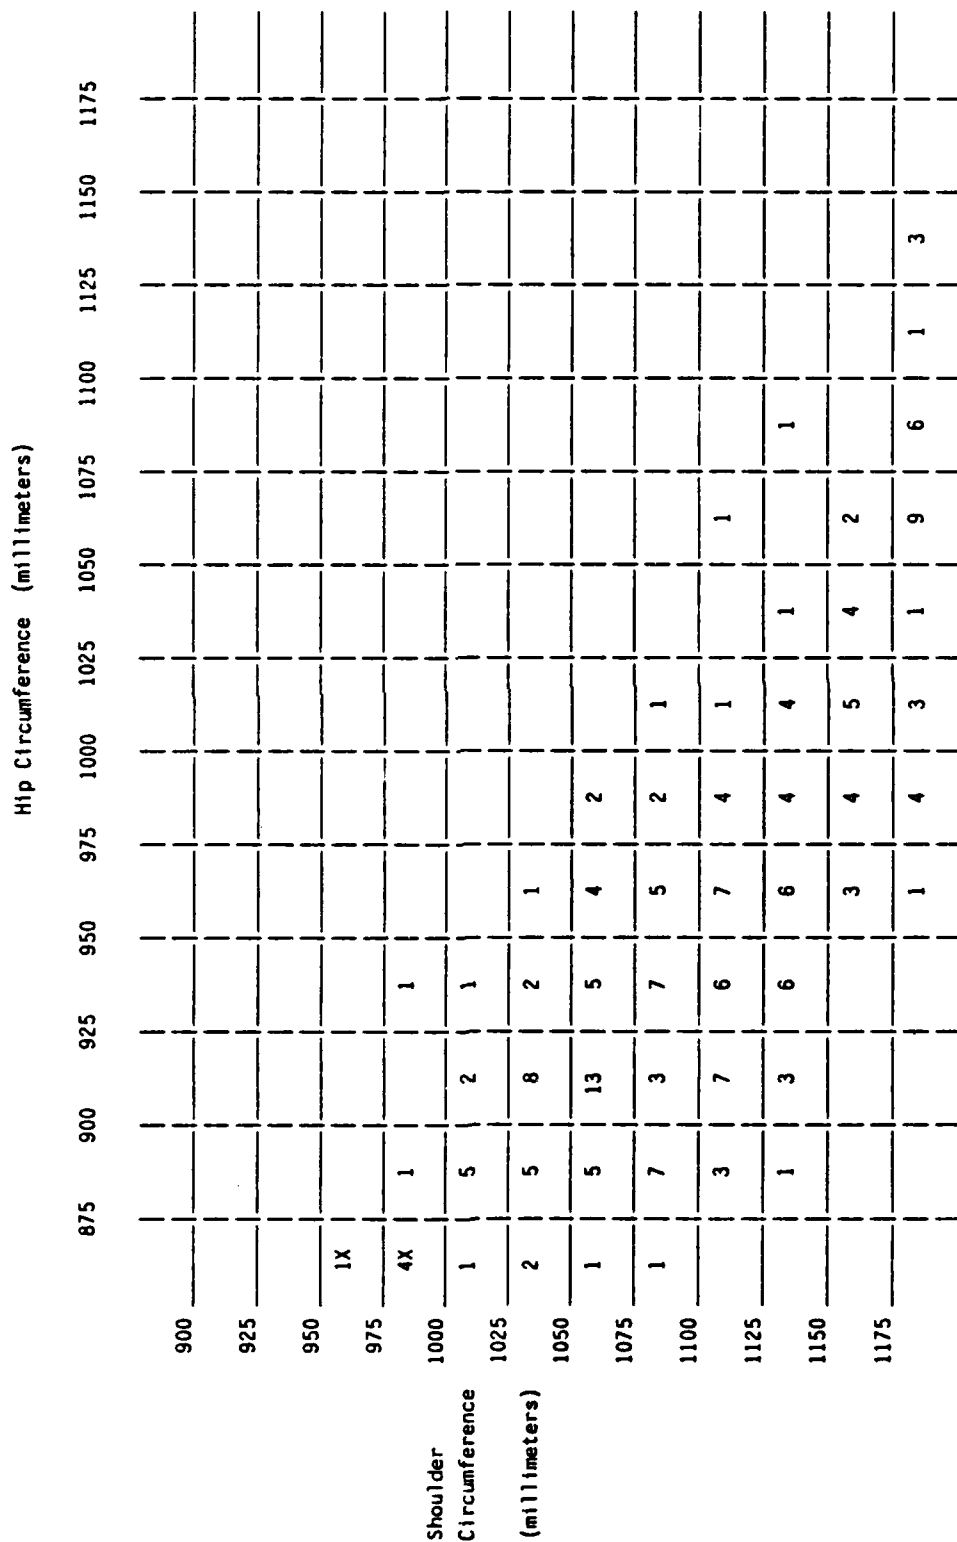 Hip Circumference (millimeters)
875 900 925 950 975 1000 1025 1050 1075 1100 1125 1150 1175
900
925
950
1X
975
4X 1 1
Shoulder
1000
Circumference 1 5 2 1
1025
(millimeters) 2 5 8 2 1
1050
1 5 13 5 4 2
1075
1 7 3 7 5 2 1
1100
3 7 6 7 4 1 1
1125
1 3 6 6 4 4 1 1
1150
3 4 5 4 2
1175
1 4 3 1 9 6 1 3